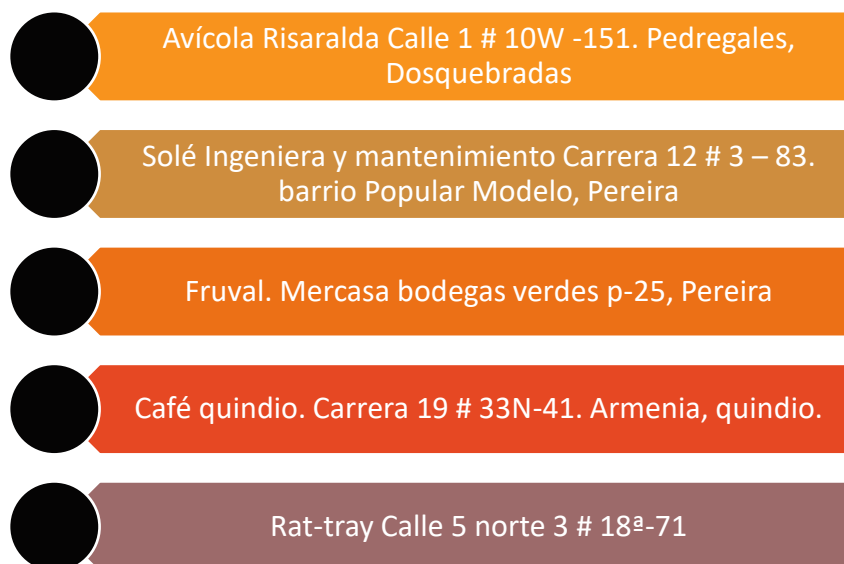 Avícola Risaralda Calle 1 # 10W -151. Pedregales,
Dosquebradas
Solé Ingeniera y mantenimiento Carrera 12 # 3 – 83.
barrio Popular Modelo, Pereira
Fruval. Mercasa bodegas verdes p-25, Pereira
Café quindio. Carrera 19 # 33N-41. Armenia, quindio.
Rat-tray Calle 5 norte 3 # 18ª-71